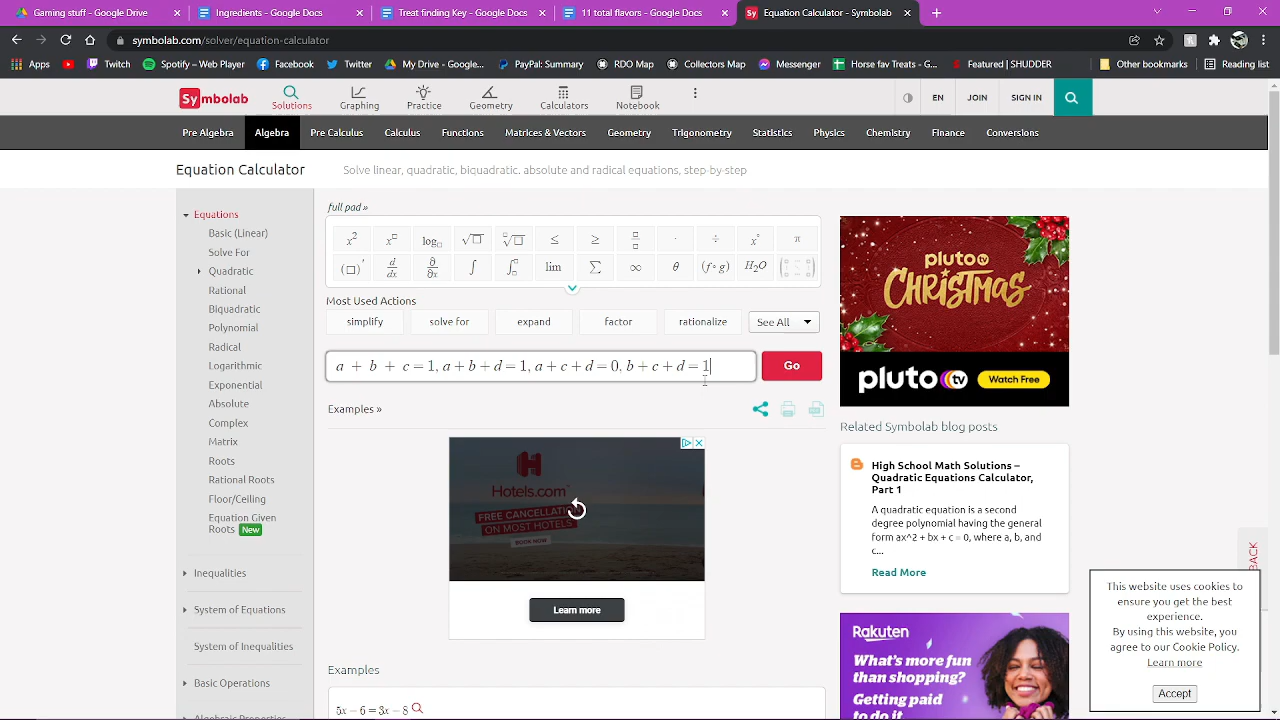 Gaming stuff - Google Drive
Ingredients - Google Docs
Treat finding key - Google Docs
11 total flavors - Google Docs
Equation Calculator - Symbolab
symbolab.com/solver/equation-calculator
Apps
Twitch
Spotify – Web Player
Facebook
Twitter
My Drive - Google...
PayPal: Summary
RDO Map
Collectors Map
Messenger
Horse fav Treats - G...
Featured | SHUDDER
Other bookmarks
Reading list
Symbolab
Solutions
Graphing
Practice
Geometry
Calculators
Notebook
EN
JOIN
SIGN IN
Pre Algebra
Algebra
Pre Calculus
Calculus
Functions
Matrices & Vectors
Geometry
Trigonometry
Statistics
Physics
Chemistry
Finance
Conversions
Equation Calculator
Solve linear, quadratic, biquadratic. absolute and radical equations, step-by-step
Equations
Basic (Linear)
Solve For
Quadratic
Rational
Biquadratic
Polynomial
Radical
Logarithmic
Exponential
Absolute
Complex
Matrix
Roots
Rational Roots
Floor/Ceiling
Equation Given
Roots New
Inequalities
System of Equations
System of Inequalities
Basic Operations
full pad »
x□ log□ √□ □√□ ≤ ≥ □/□ · ÷ x° π
(□) d/dx ∂/∂x ∫ ∫□□ lim ∑ ∞ θ (f∘g) H₂O
Most Used Actions
simplify
solve for
expand
factor
rationalize
See All
a + b + c = 1, a + b + d = 1, a + c + d = 0, b + c + d = 1
Go
Examples »
Hotels.com
FREE CANCELLATION
ON MOST HOTELS
BOOK NOW
Learn more
Examples
5x − 6 = 3x − 8
pluto tv
CHRISTMAS
pluto tv
Watch Free
Related Symbolab blog posts
High School Math Solutions –
Quadratic Equations Calculator,
Part 1
A quadratic equation is a second
degree polynomial having the general
form ax^2 + bx + c = 0, where a, b, and
c...
Read More
Rakuten
What's more fun
than shopping?
Getting paid
to do it
BACK
This website uses cookies to
ensure you get the best
experience.
By using this website, you
agree to our Cookie Policy.
Learn more
Accept